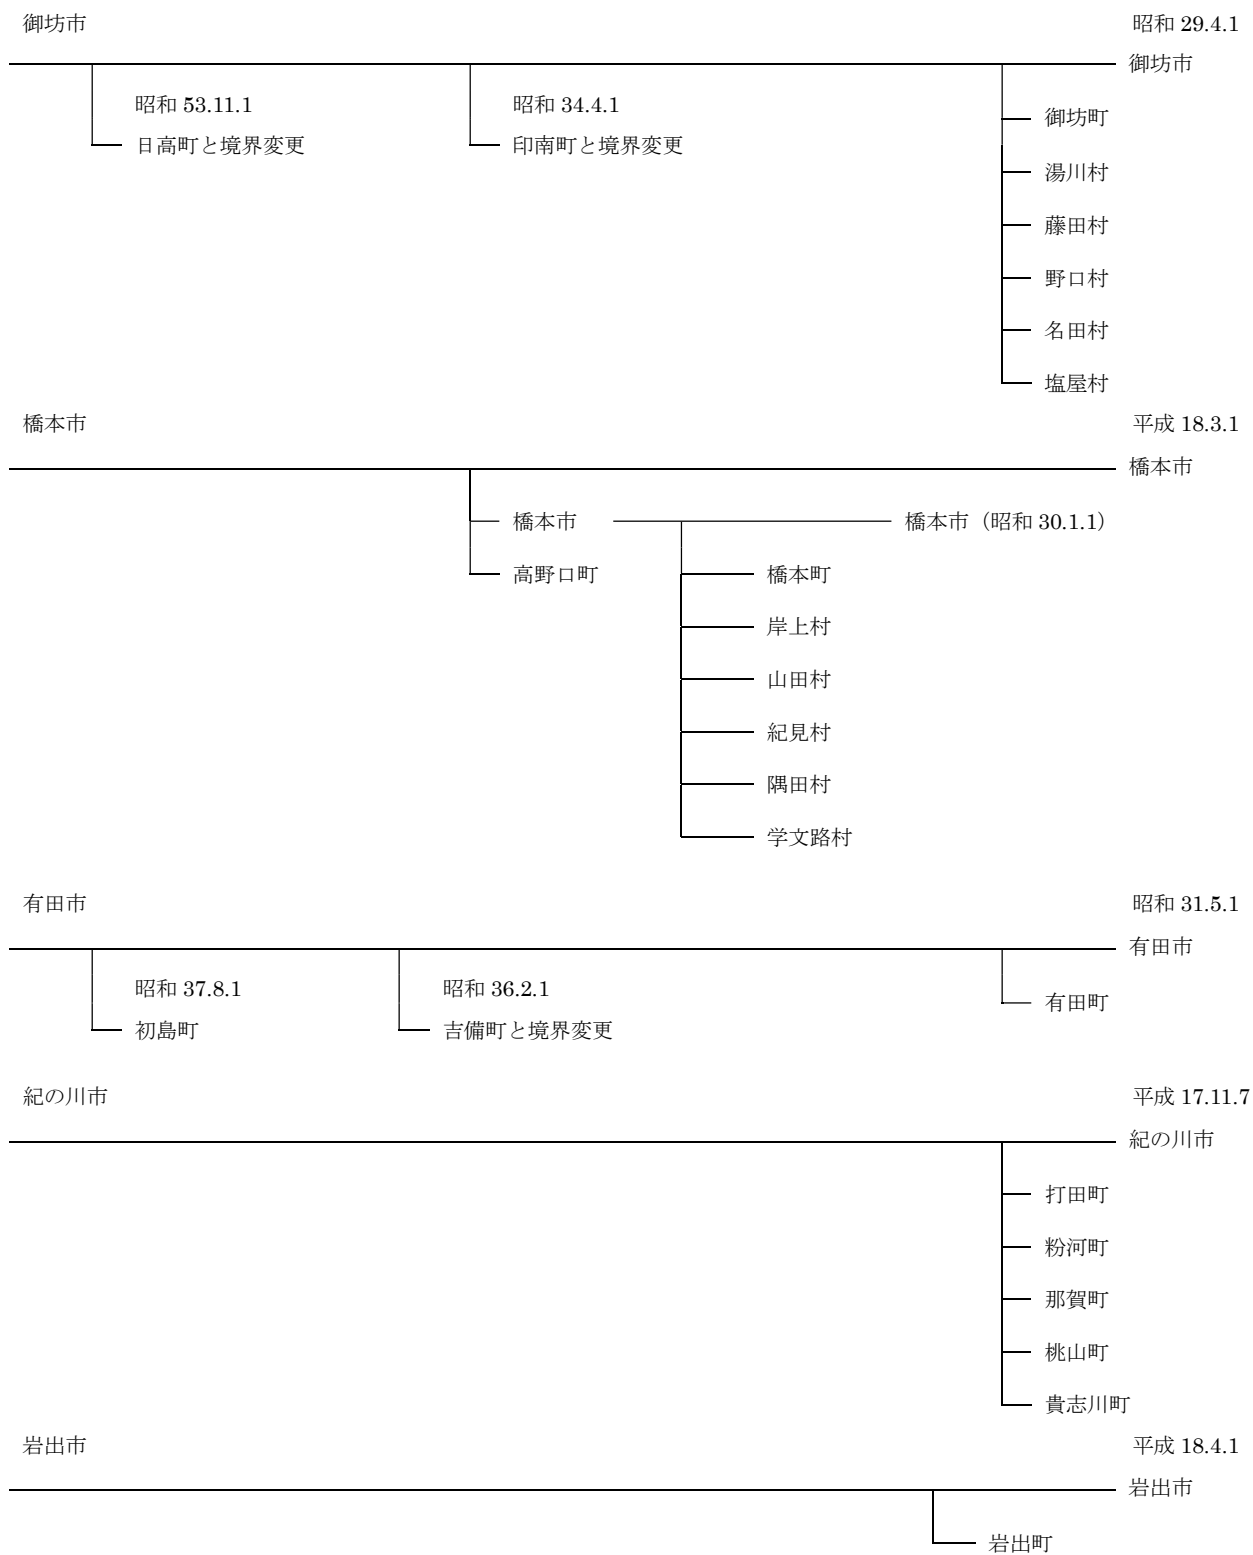 御坊市
昭和 29.4.1
御坊市
昭和 53.11.1
昭和 34.4.1
御坊町
日高町と境界変更
印南町と境界変更
湯川村
藤田村
野口村
名田村
塩屋村
橋本市
平成 18.3.1
橋本市
橋本市
橋本市（昭和 30.1.1）
高野口町
橋本町
岸上村
山田村
紀見村
隅田村
学文路村
有田市
昭和 31.5.1
有田市
昭和 37.8.1
昭和 36.2.1
有田町
初島町
吉備町と境界変更
紀の川市
平成 17.11.7
紀の川市
打田町
粉河町
那賀町
桃山町
貴志川町
岩出市
平成 18.4.1
岩出市
岩出町